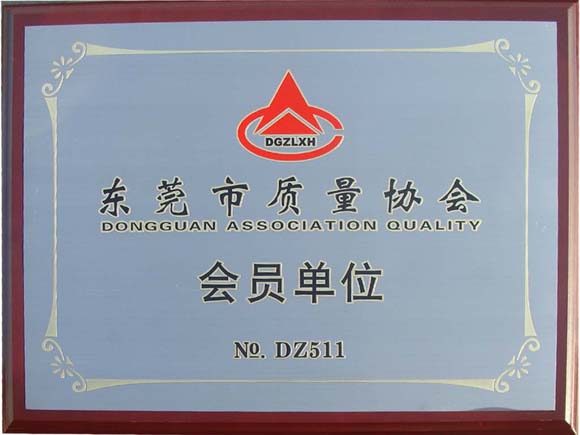 DGZLXH
东莞市质量协会
DONGGUAN ASSOCIATION QUALITY
会员单位
№. DZ511